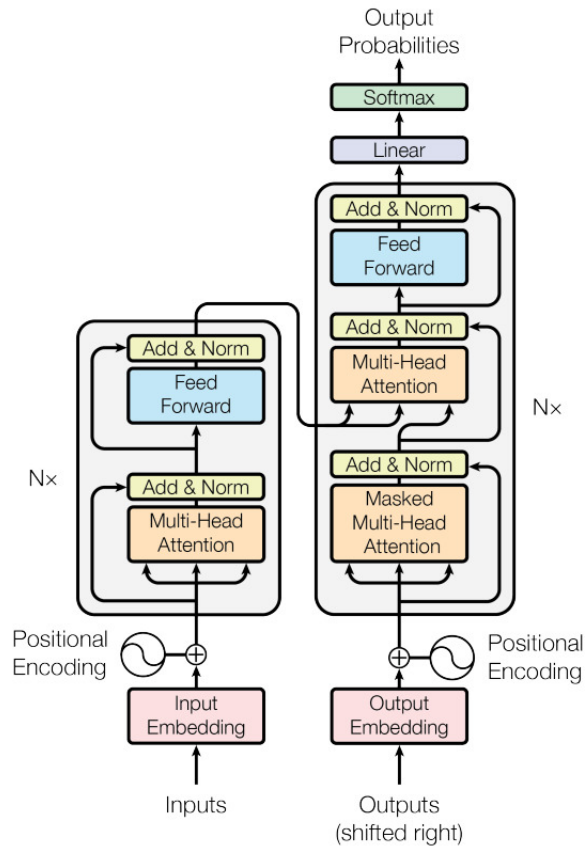 Output
Probabilities
Softmax
Linear
Add & Norm
Feed
Forward
Add & Norm
Multi-Head
Attention
Add & Norm
Masked
Multi-Head
Attention
N×
Add & Norm
Feed
Forward
Add & Norm
Multi-Head
Attention
N×
Positional
Encoding
Positional
Encoding
Input
Embedding
Output
Embedding
Inputs
Outputs
(shifted right)